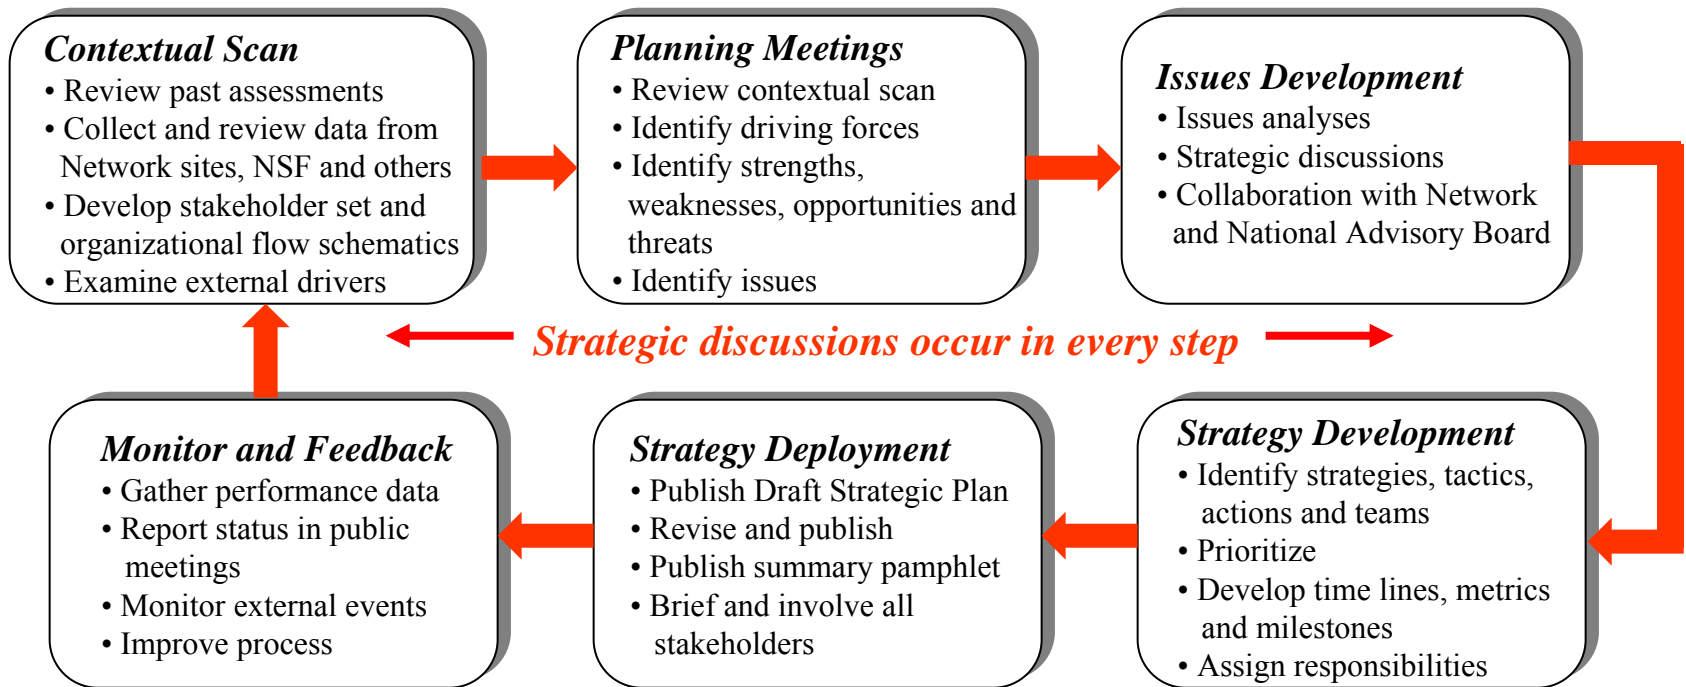 Contextual Scan
• Review past assessments
• Collect and review data from
Network sites, NSF and others
• Develop stakeholder set and
organizational flow schematics
• Examine external drivers
Planning Meetings
• Review contextual scan
• Identify driving forces
• Identify strengths,
weaknesses, opportunities and
threats
• Identify issues
Issues Development
• Issues analyses
• Strategic discussions
• Collaboration with Network
and National Advisory Board
Strategic discussions occur in every step
Monitor and Feedback
• Gather performance data
• Report status in public
meetings
• Monitor external events
• Improve process
Strategy Deployment
• Publish Draft Strategic Plan
• Revise and publish
• Publish summary pamphlet
• Brief and involve all
stakeholders
Strategy Development
• Identify strategies, tactics,
actions and teams
• Prioritize
• Develop time lines, metrics
and milestones
• Assign responsibilities